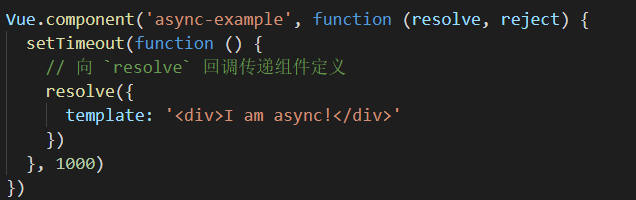 Vue.component('async-example', function (resolve, reject) {
  setTimeout(function () {
    // 向 `resolve` 回调传递组件定义
    resolve({
      template: '<div>I am async!</div>'
    })
  }, 1000)
})